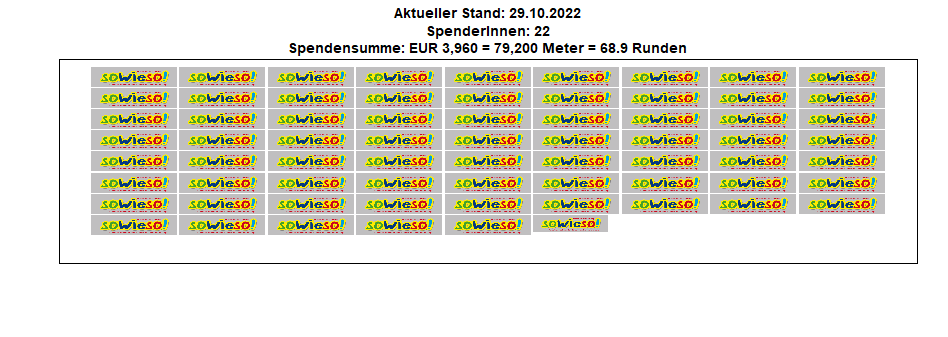 Aktueller Stand: 29.10.2022
SpenderInnen: 22
Spendensumme: EUR 3,960 = 79,200 Meter = 68.9 Runden
sowieso! sowieso! sowieso! sowieso! sowieso! sowieso! sowieso! sowieso! sowieso!
sowieso! sowieso! sowieso! sowieso! sowieso! sowieso! sowieso! sowieso! sowieso!
sowieso! sowieso! sowieso! sowieso! sowieso! sowieso! sowieso! sowieso! sowieso!
sowieso! sowieso! sowieso! sowieso! sowieso! sowieso! sowieso! sowieso! sowieso!
sowieso! sowieso! sowieso! sowieso! sowieso! sowieso! sowieso! sowieso! sowieso!
sowieso! sowieso! sowieso! sowieso! sowieso! sowieso! sowieso! sowieso! sowieso!
sowieso! sowieso! sowieso! sowieso! sowieso! sowieso! sowieso! sowieso! sowieso!
sowieso! sowieso! sowieso! sowieso! sowieso! sowieso!